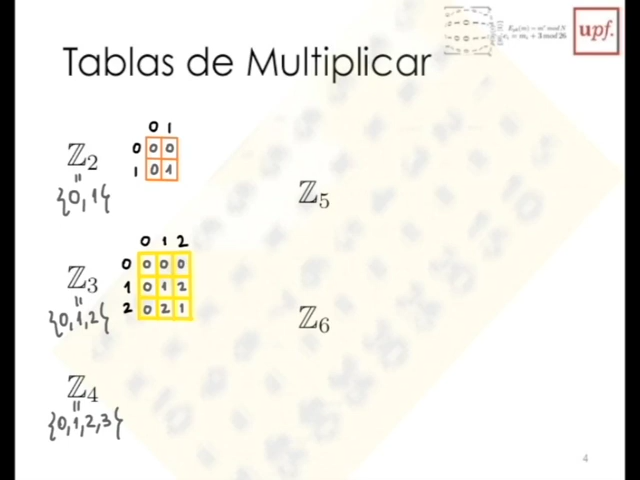 upf.
Tablas de Multiplicar
0 1
0 0 0
1 0 1
ℤ2
=
{0,1}
ℤ5
0 1 2
0 0 0 0
1 0 1 2
2 0 2 1
ℤ3
=
{0,1,2}
ℤ6
ℤ4
=
{0,1,2,3}
4